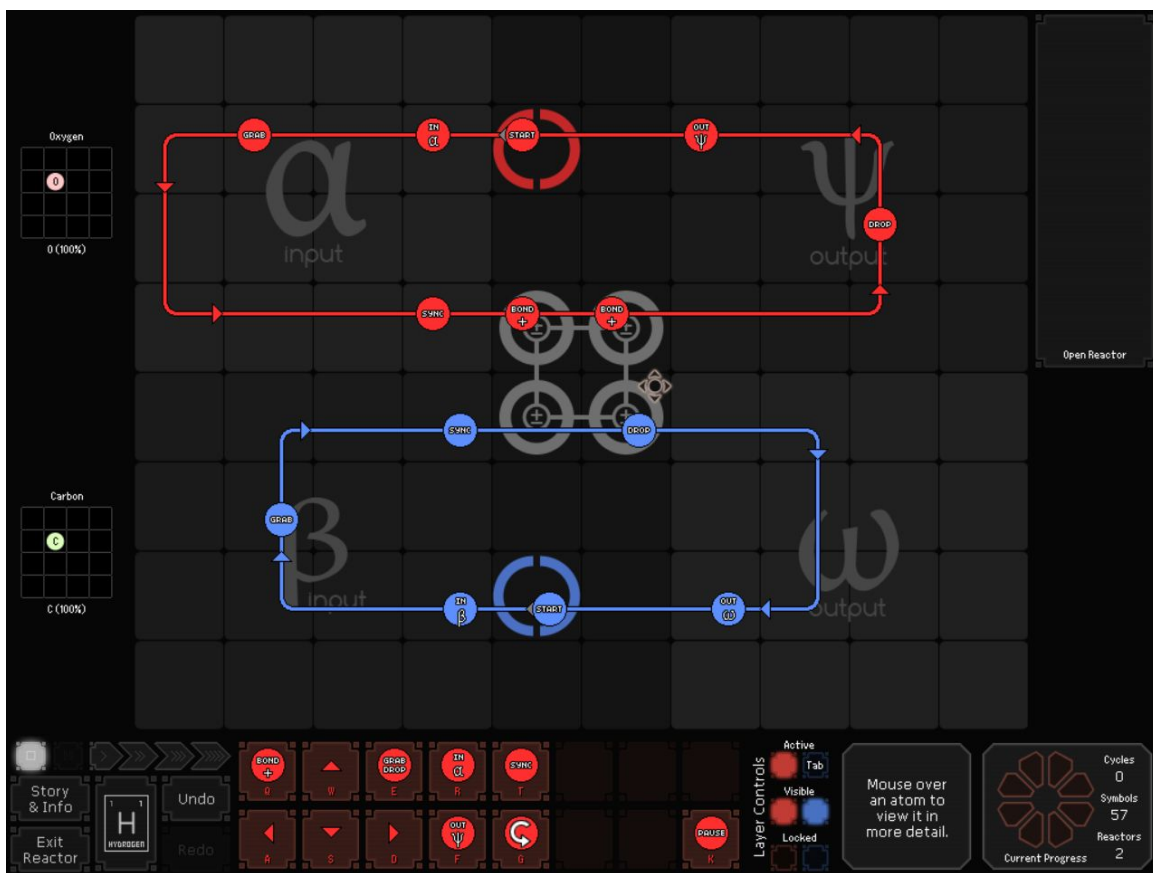 Oxygen
O
O (100%)
GRAB
IN
α
START
OUT
ψ
α
input
ψ
output
DROP
SYNC
BOND
+
BOND
+
Open Reactor
SYNC
DROP
Carbon
C
C (100%)
GRAB
β
input
ω
output
IN
β
START
OUT
ω
Story
& Info
Exit
Reactor
1 1
H
HYDROGEN
Undo
Redo
BOND
+
Q
W
GRAB
DROP
E
IN
α
R
SYNC
T
A
S
D
OUT
ψ
F
G
PAUSE
K
Layer Controls
Active
Tab
Visible
Locked
Mouse over
an atom to
view it in
more detail.
Cycles
0
Symbols
57
Reactors
2
Current Progress